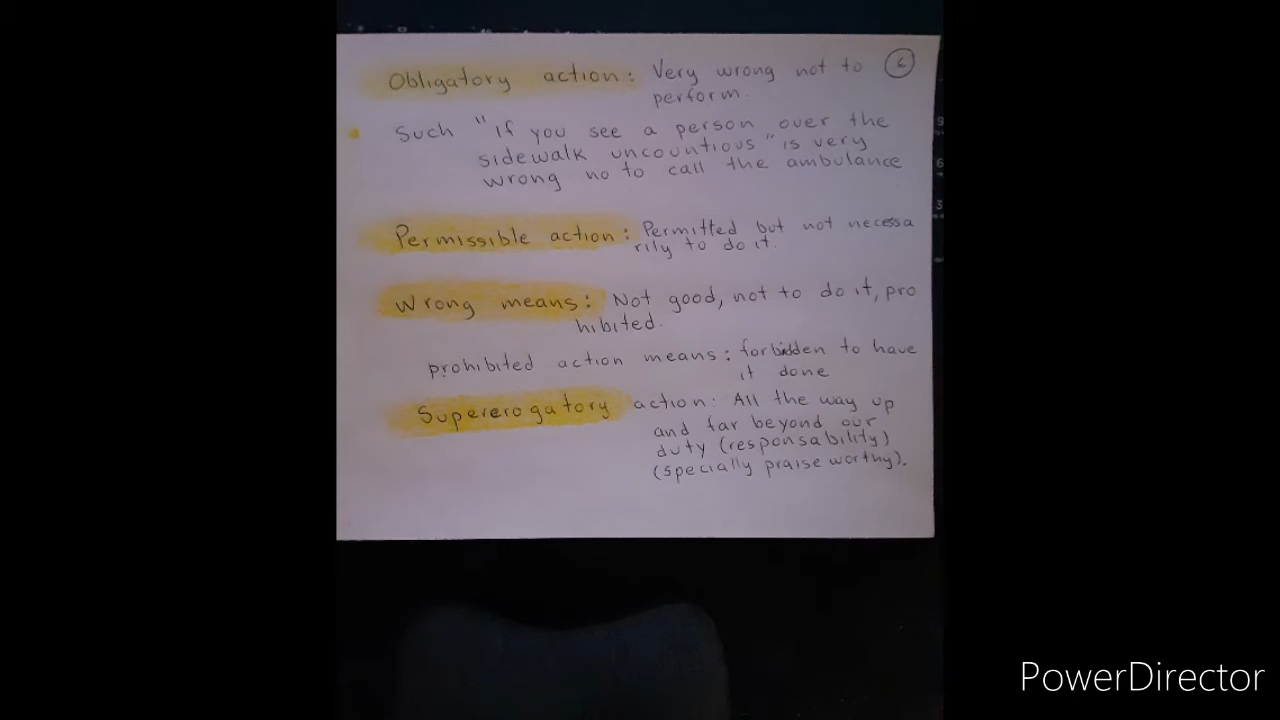 Obligatory action: Very wrong not to 6
perform.
Such "if you see a person over the
sidewalk uncountious" is very
wrong no to call the ambulance
Permissible action: Permitted but not necessa
rily to do it.
Wrong means: Not good, not to do it, pro
hibited.
prohibited action means: forbidden to have
it done
Supererogatory action: All the way up
and far beyond our
duty (responsability)
(specially praise worthy).
PowerDirector